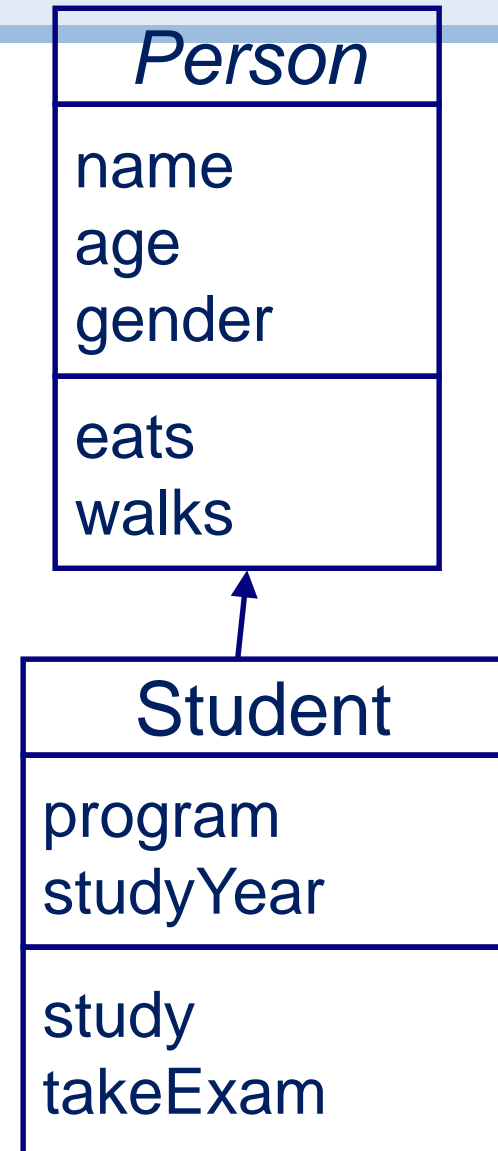 Person
name
age
gender
eats
walks
Student
program
studyYear
study
takeExam